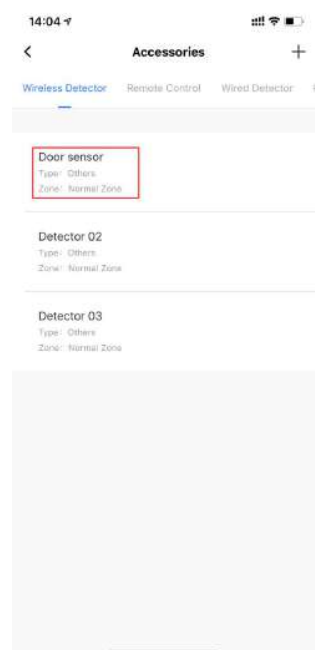 14:04
Accessories
Wireless Detector Remote Control Wired Detector
Door sensor
Type: Others
Zone: Normal Zone
Detector 02
Type: Others
Zone: Normal Zone
Detector 03
Type: Others
Zone: Normal Zone